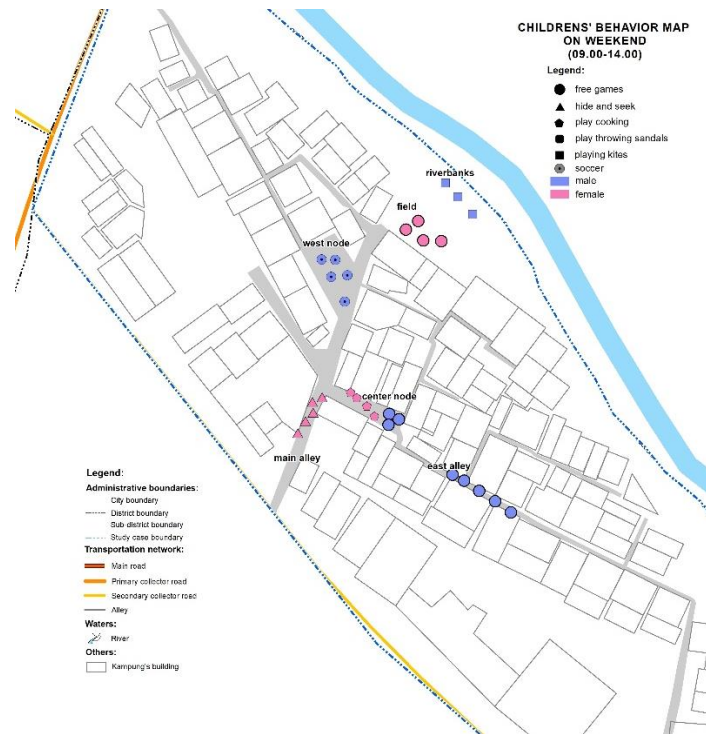 CHILDRENS' BEHAVIOR MAP
ON WEEKEND
(09.00-14.00)
Legend:
free games
hide and seek
play cooking
play throwing sandals
playing kites
soccer
male
female
riverbanks
field
west node
center node
main alley
east alley
Legend:
Administrative boundaries:
City boundary
District boundary
Sub district boundary
Study case boundary
Transportation network:
Main road
Primary collector road
Secondary collector road
Alley
Waters:
River
Others:
Kampung's building